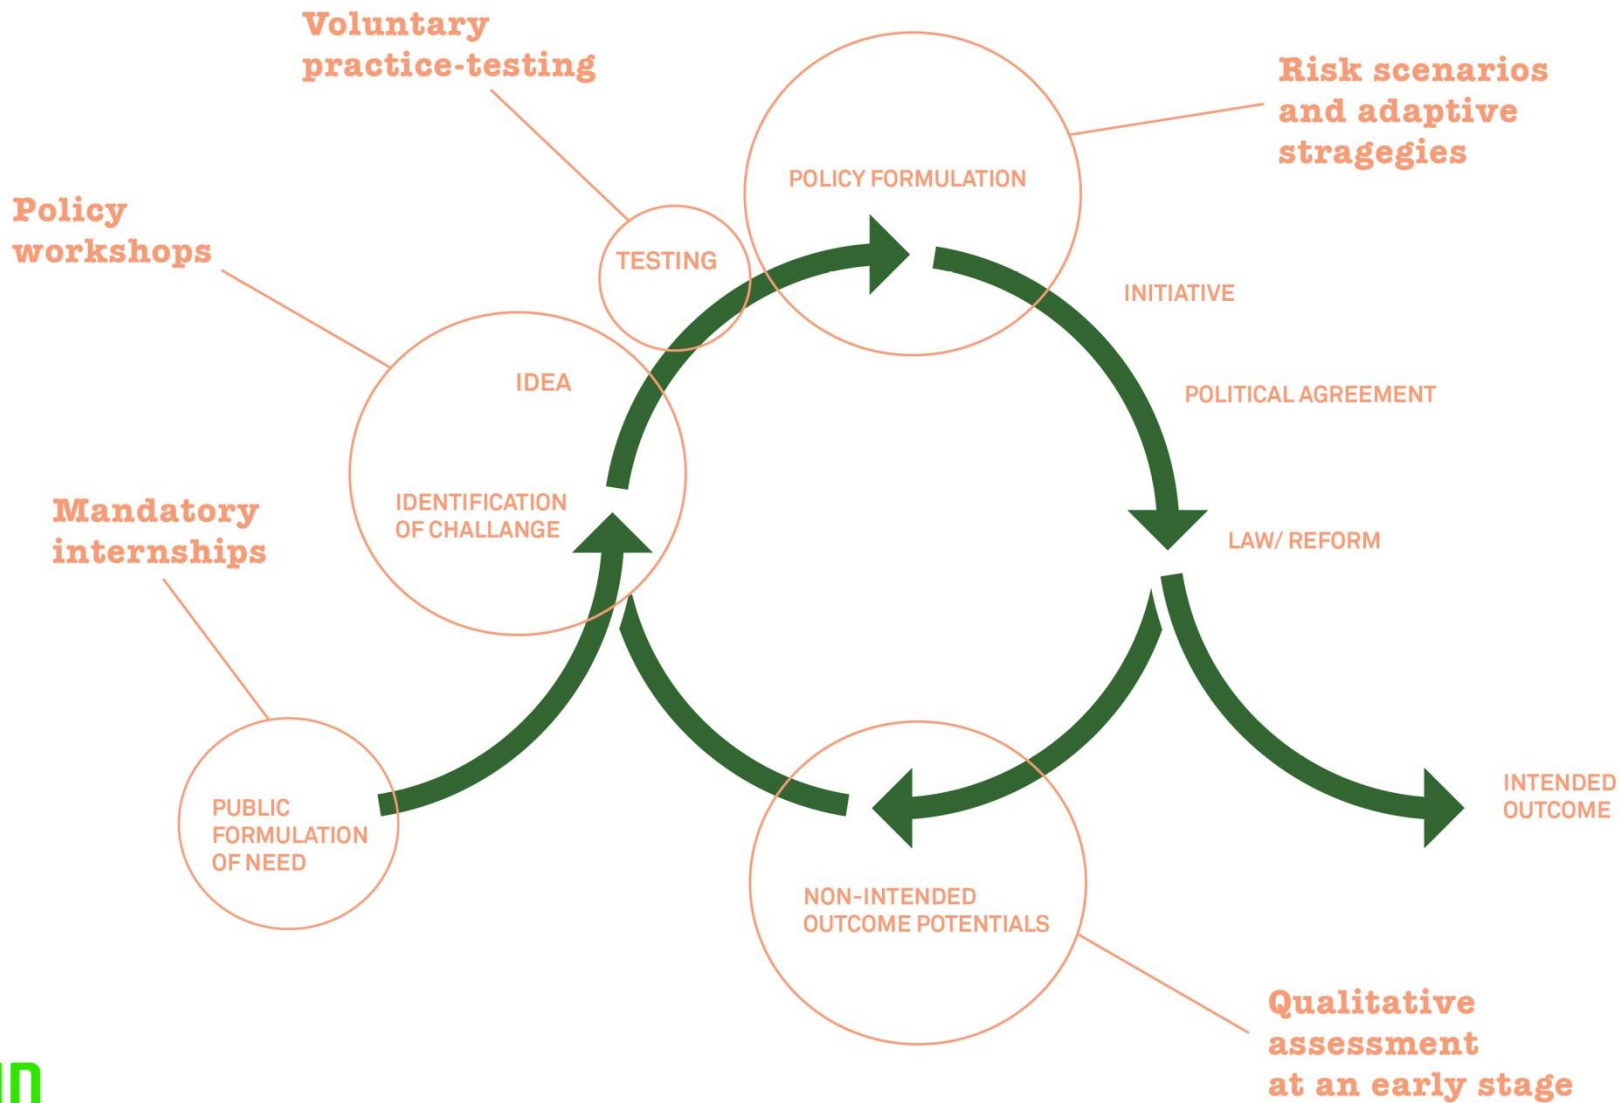 Voluntary
practice-testing
Risk scenarios
and adaptive
stragegies
POLICY FORMULATION
Policy
workshops
TESTING
INITIATIVE
IDEA
POLITICAL AGREEMENT
IDENTIFICATION
OF CHALLANGE
Mandatory
internships
LAW/ REFORM
INTENDED
OUTCOME
PUBLIC
FORMULATION
OF NEED
NON-INTENDED
OUTCOME POTENTIALS
Qualitative
assessment
at an early stage